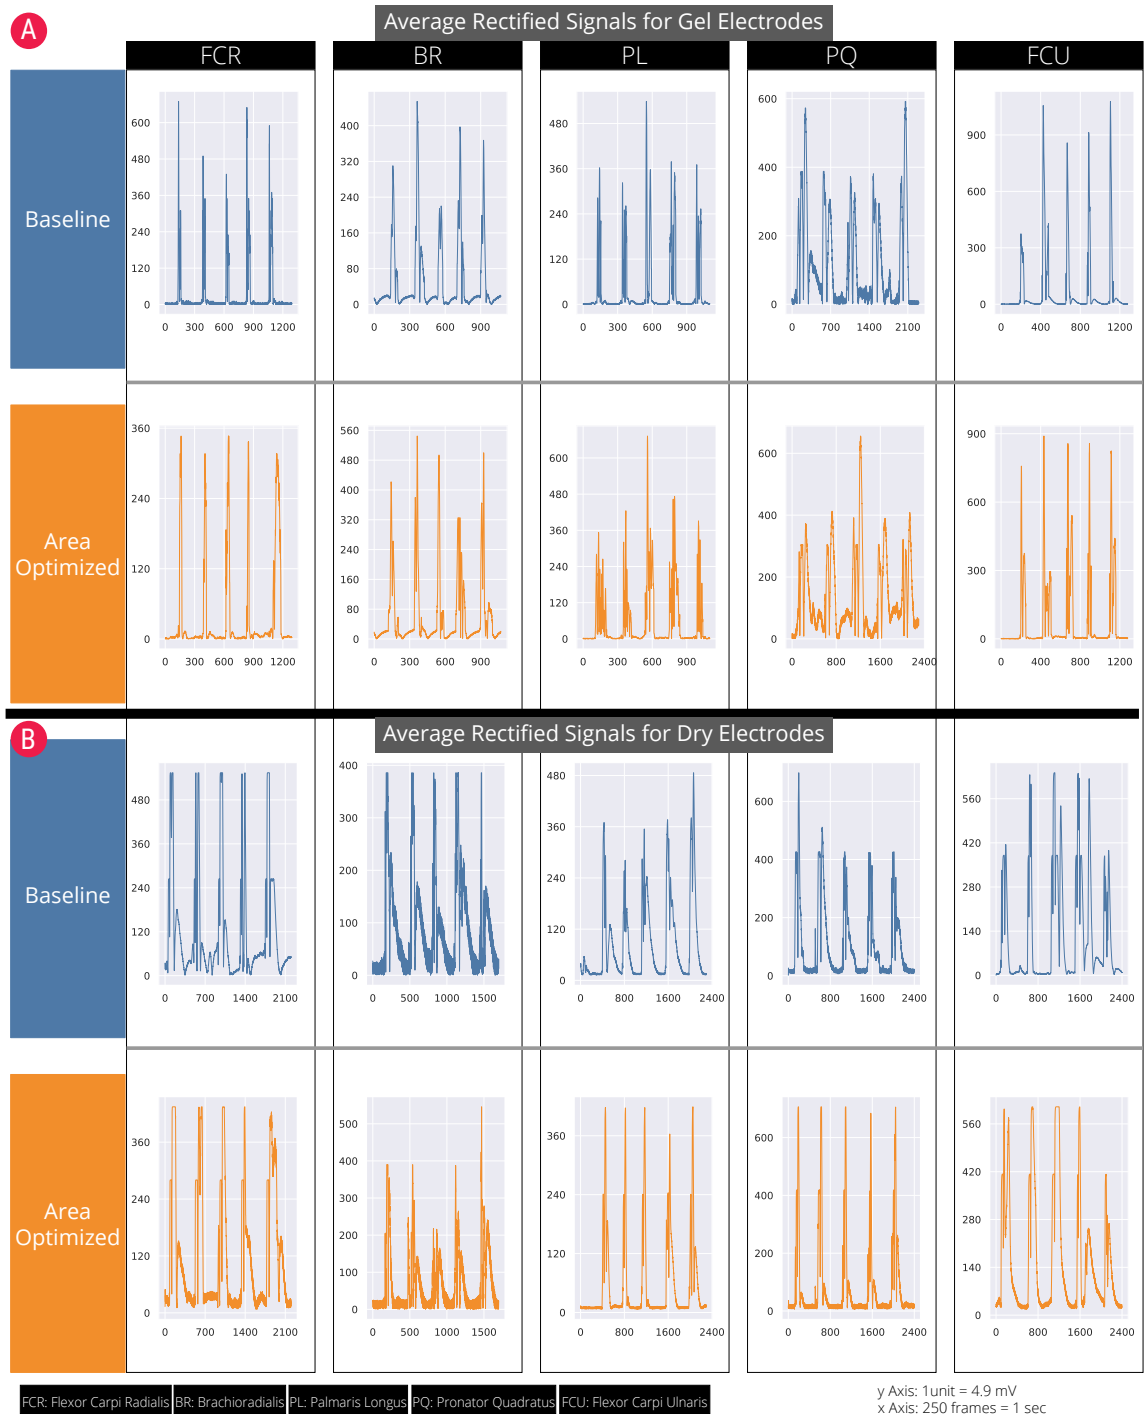 A
Average Rectified Signals for Gel Electrodes
FCR BR PL PQ FCU
Baseline
600 480 360 240 120 0
0 300 600 900 1200
400 320 240 160 80 0
0 300 600 900
480 360 240 120 0
0 300 600 900
600 400 200 0
0 700 1400 2100
900 600 300 0
0 400 800 1200
Area
Optimized
360 240 120 0
0 300 600 900 1200
560 480 400 320 240 160 80 0
0 300 600 900
600 480 360 240 120 0
0 300 600 900
600 400 200 0
0 800 1600 2400
900 600 300 0
0 400 800 1200
B
Average Rectified Signals for Dry Electrodes
Baseline
480 360 240 120 0
0 700 1400 2100
400 300 200 100 0
0 500 1000 1500
480 360 240 120 0
0 800 1600 2400
600 400 200 0
0 800 1600 2400
560 420 280 140 0
0 800 1600 2400
Area
Optimized
360 240 120 0
0 700 1400 2100
500 400 300 200 100 0
0 500 1000 1500
360 240 120 0
0 800 1600 2400
600 400 200 0
0 800 1600 2400
560 420 280 140 0
0 800 1600 2400
FCR: Flexor Carpi Radialis BR: Brachioradialis PL: Palmaris Longus PQ: Pronator Quadratus FCU: Flexor Carpi Ulnaris
y Axis: 1unit = 4.9 mV
x Axis: 250 frames = 1 sec